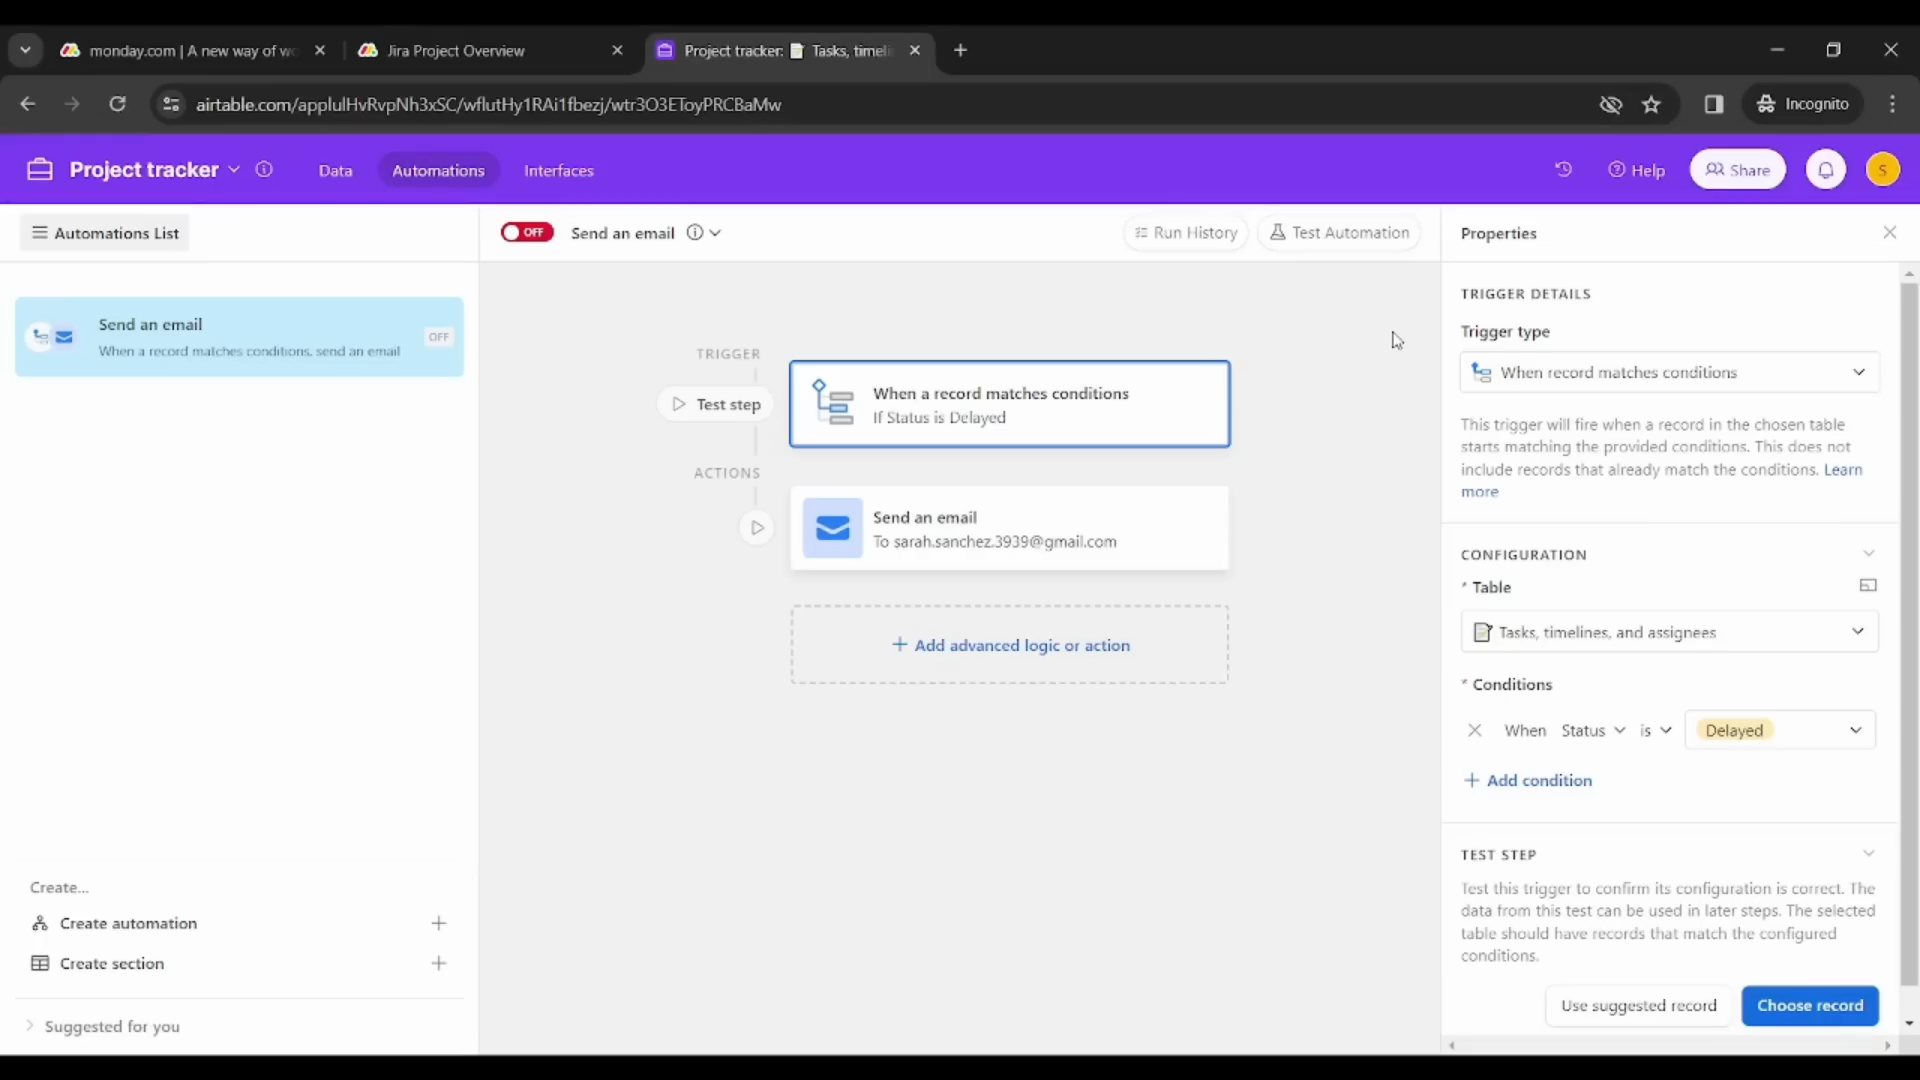 monday.com | A new way of wo
Jira Project Overview
Project tracker: Tasks, timeli
airtable.com/applulHvRvpNh3xSC/wflutHy1RAi1fbezj/wtr3O3EToyPRCBaMw
Incognito
Project tracker
Data
Automations
Interfaces
Help
Share
S
Automations List
OFF
Send an email
Run History
Test Automation
Properties
Send an email
When a record matches conditions, send an email
OFF
TRIGGER
Test step
When a record matches conditions
If Status is Delayed
ACTIONS
Send an email
To sarah.sanchez.3939@gmail.com
+ Add advanced logic or action
TRIGGER DETAILS
Trigger type
When record matches conditions
This trigger will fire when a record in the chosen table
starts matching the provided conditions. This does not
include records that already match the conditions. Learn
more
CONFIGURATION
* Table
Tasks, timelines, and assignees
* Conditions
When Status is Delayed
+ Add condition
TEST STEP
Test this trigger to confirm its configuration is correct. The
data from this test can be used in later steps. The selected
table should have records that match the configured
conditions.
Use suggested record
Choose record
Create...
Create automation
Create section
Suggested for you